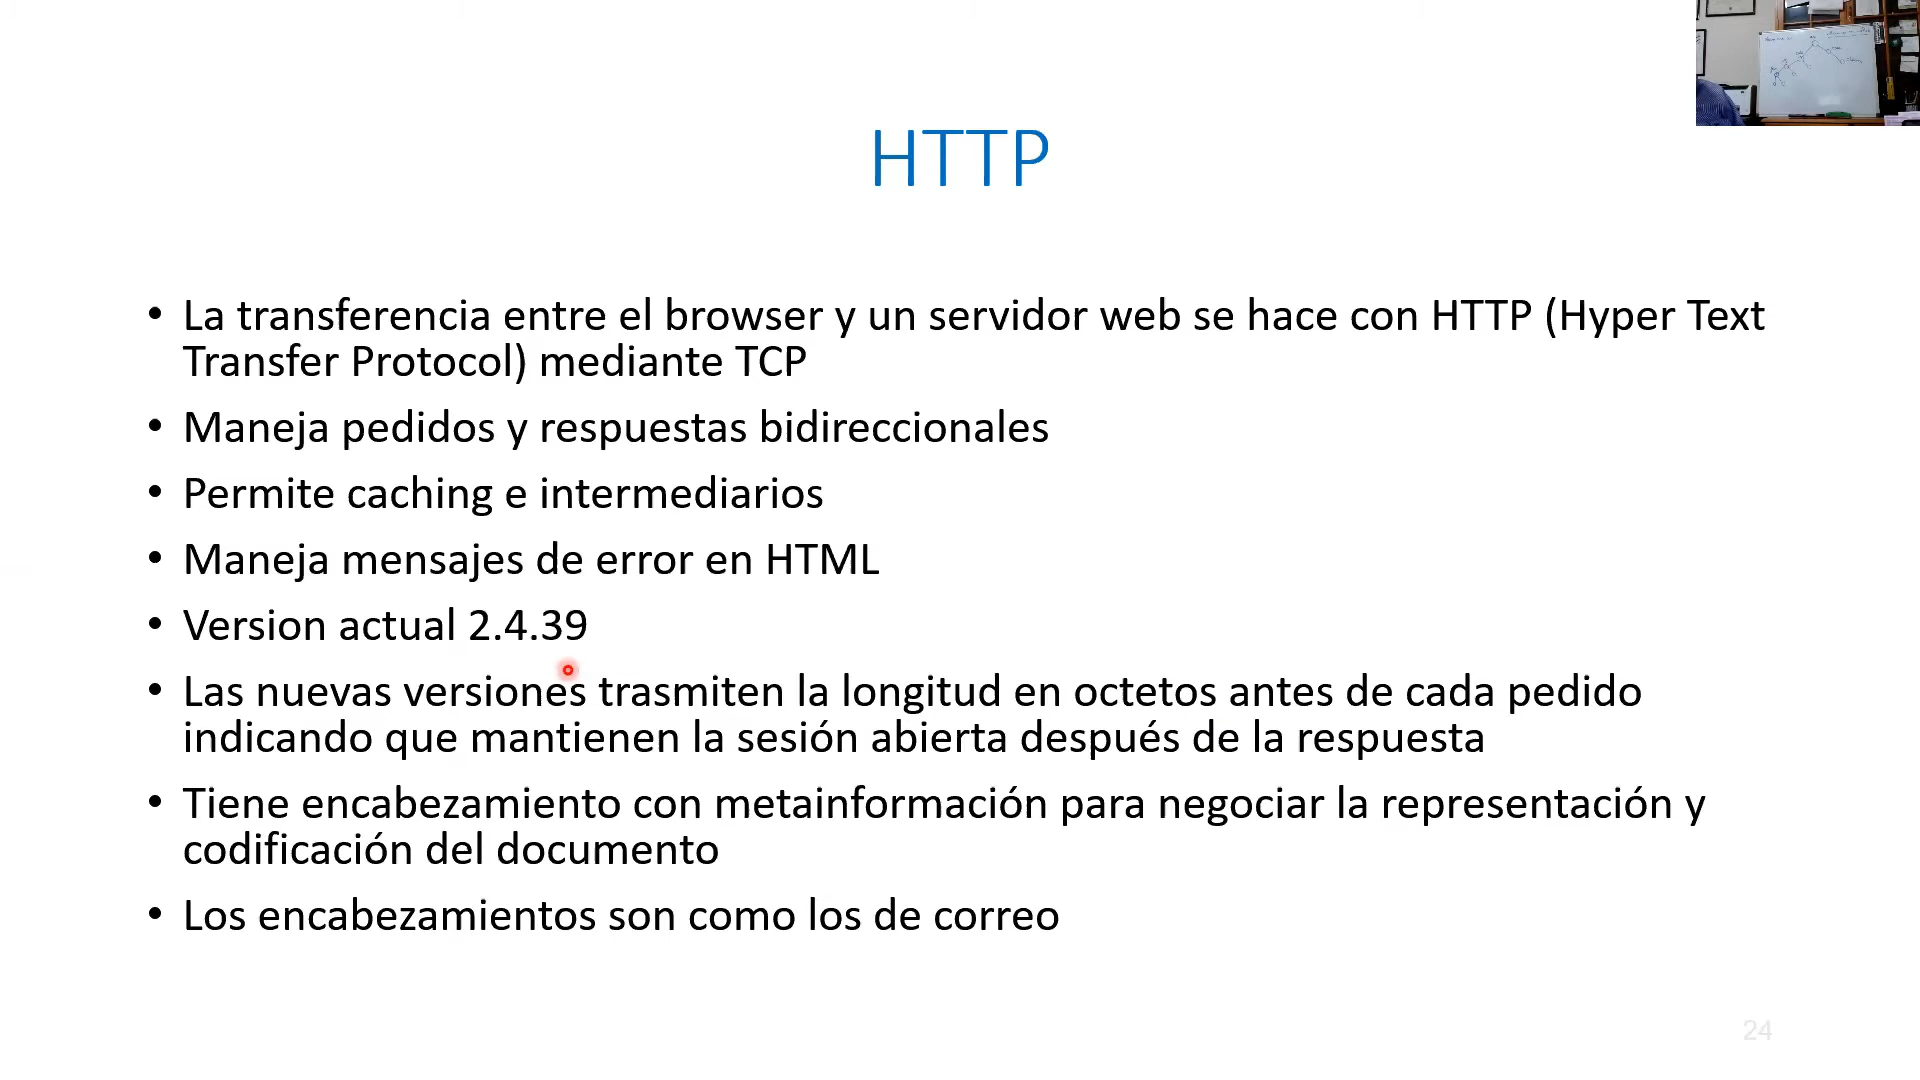 HTTP
• La transferencia entre el browser y un servidor web se hace con HTTP (Hyper Text
Transfer Protocol) mediante TCP
• Maneja pedidos y respuestas bidireccionales
• Permite caching e intermediarios
• Maneja mensajes de error en HTML
• Version actual 2.4.39
• Las nuevas versiones trasmiten la longitud en octetos antes de cada pedido
indicando que mantienen la sesión abierta después de la respuesta
• Tiene encabezamiento con metainformación para negociar la representación y
codificación del documento
• Los encabezamientos son como los de correo
24